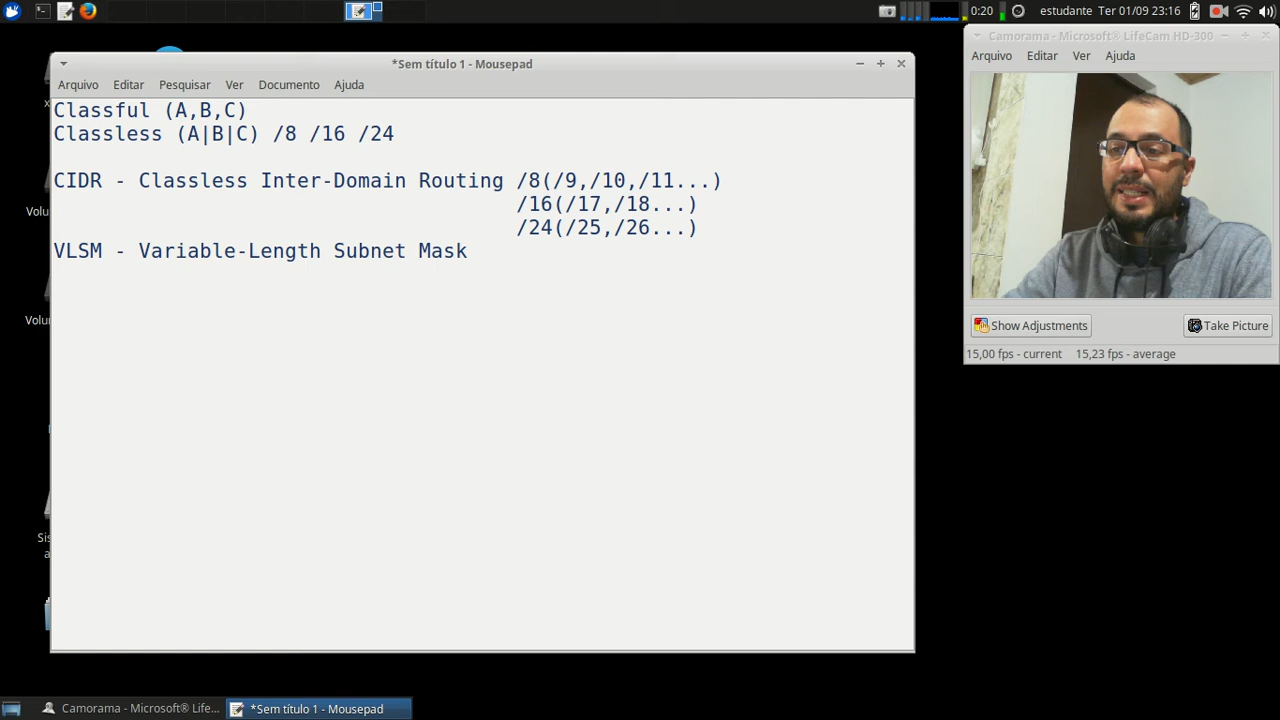 0:20
estudante Ter 01/09 23:16
*Sem título 1 - Mousepad
Arquivo Editar Pesquisar Ver Documento Ajuda
Classful (A,B,C)
Classless (A|B|C) /8 /16 /24
CIDR - Classless Inter-Domain Routing /8(/9,/10,/11...)
/16(/17,/18...)
/24(/25,/26...)
VLSM - Variable-Length Subnet Mask
Camorama - Microsoft® LifeCam HD-300
Arquivo Editar Ver Ajuda
Show Adjustments
Take Picture
15,00 fps - current 15,23 fps - average
x
Volu
Volu
Sis
a
Camorama - Microsoft® Life...
*Sem título 1 - Mousepad